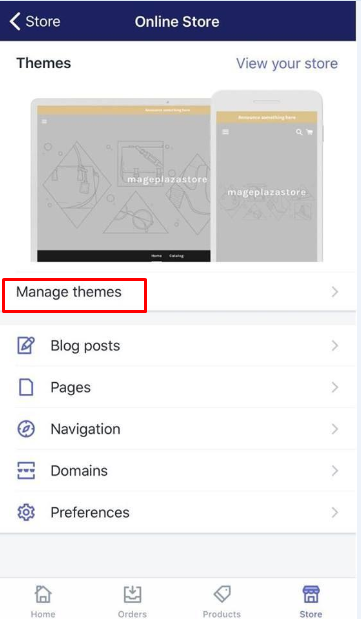 Store
Online Store
Themes
View your store
Announce something here
Announce something here
mageplazastore
mageplazastore
Home Catalog
Manage themes
Blog posts
Pages
Navigation
Domains
Preferences
Home
Orders
Products
Store